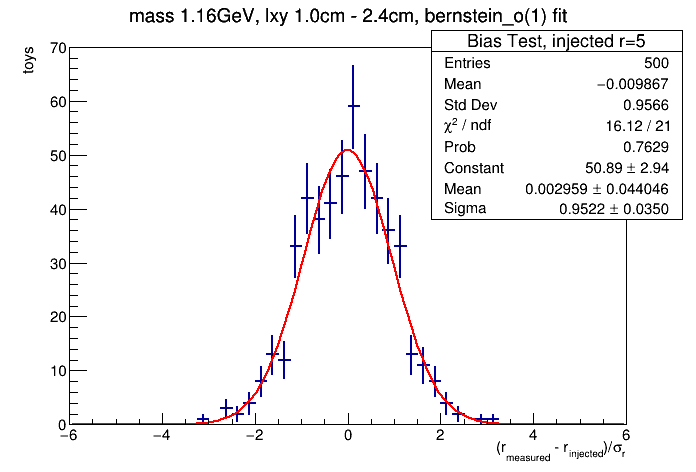 mass 1.16GeV, lxy 1.0cm - 2.4cm, bernstein_o(1) fit
Bias Test, injected r=5
Entries 500
Mean −0.009867
Std Dev 0.9566
χ² / ndf 16.12 / 21
Prob 0.7629
Constant 50.89 ± 2.94
Mean 0.002959 ± 0.044046
Sigma 0.9522 ± 0.0350
toys
70
60
50
40
30
20
10
0
−6 −4 −2 0 2 4 6
(r_measured - r_injected)/σ_r